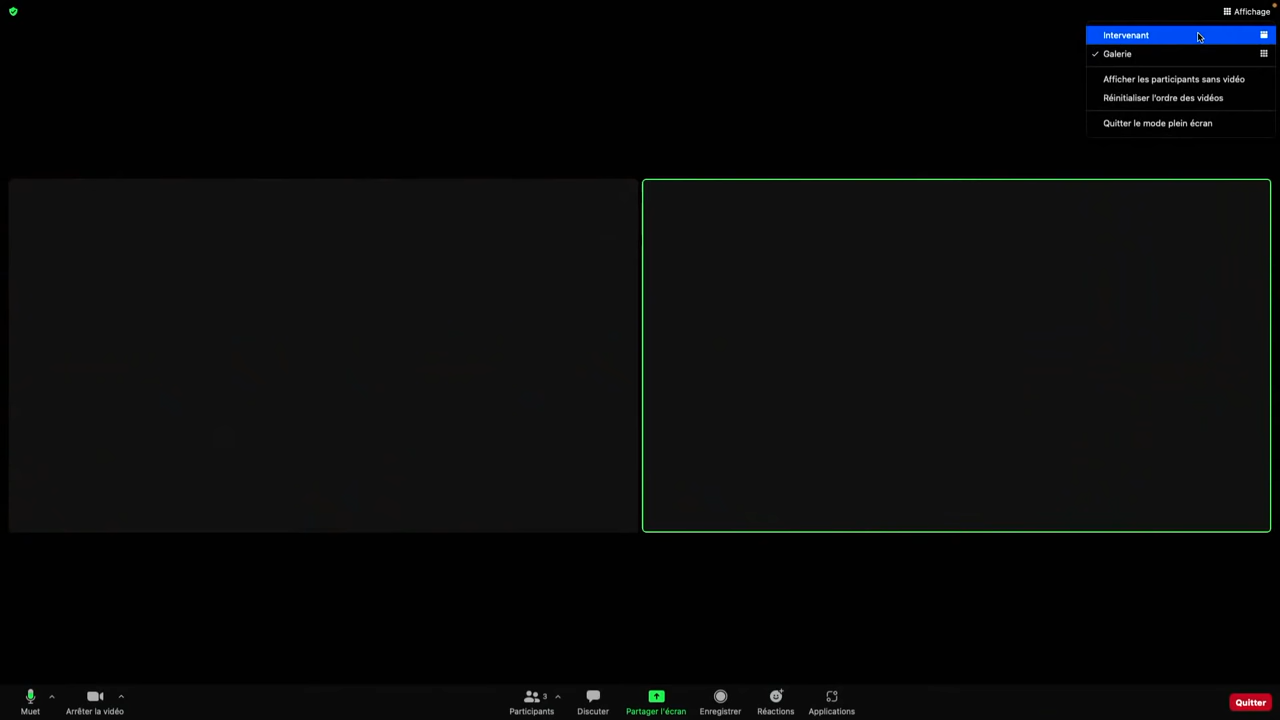 Affichage
Intervenant
Galerie
Afficher les participants sans vidéo
Réinitialiser l'ordre des vidéos
Quitter le mode plein écran
Muet
Arrêter la vidéo
3
Participants
Discuter
Partager l'écran
Enregistrer
Réactions
Applications
Quitter